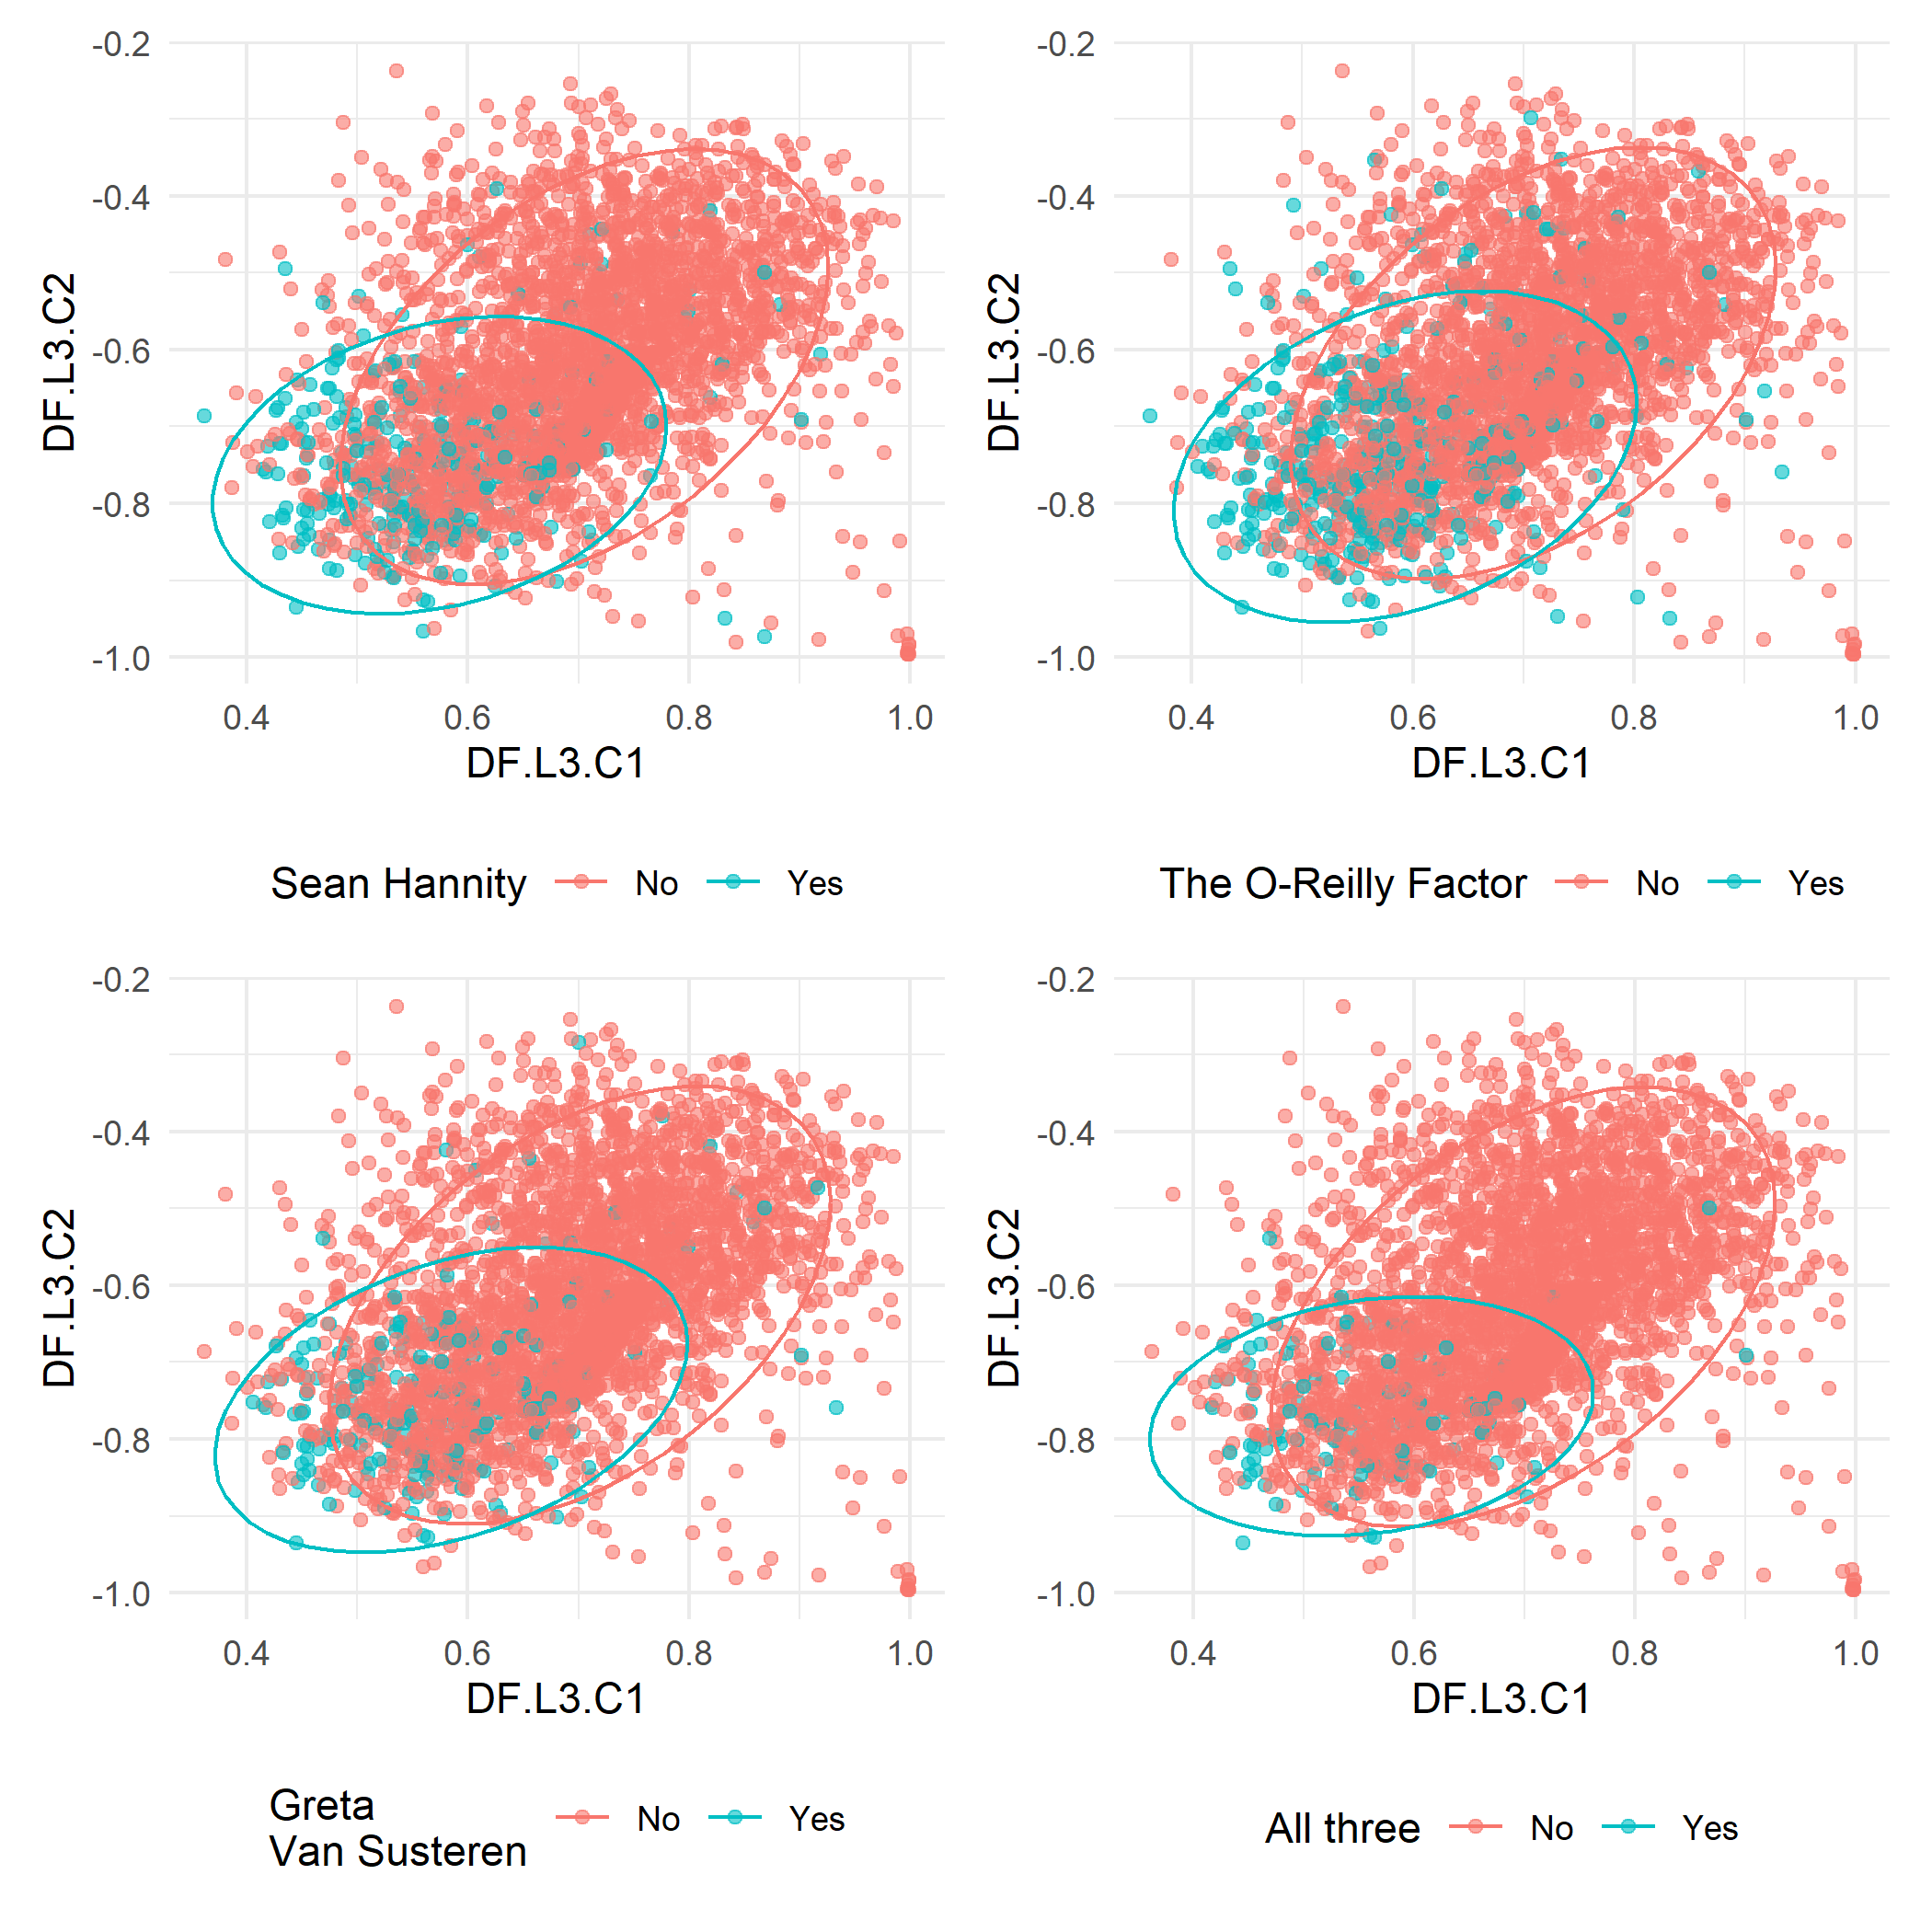 -0.2
-0.4
-0.6
-0.8
-1.0
DF.L3.C2
0.4 0.6 0.8 1.0
DF.L3.C1
Sean Hannity No Yes
-0.2
-0.4
-0.6
-0.8
-1.0
DF.L3.C2
0.4 0.6 0.8 1.0
DF.L3.C1
The O-Reilly Factor No Yes
-0.2
-0.4
-0.6
-0.8
-1.0
DF.L3.C2
0.4 0.6 0.8 1.0
DF.L3.C1
Greta
Van Susteren
No Yes
-0.2
-0.4
-0.6
-0.8
-1.0
DF.L3.C2
0.4 0.6 0.8 1.0
DF.L3.C1
All three No Yes